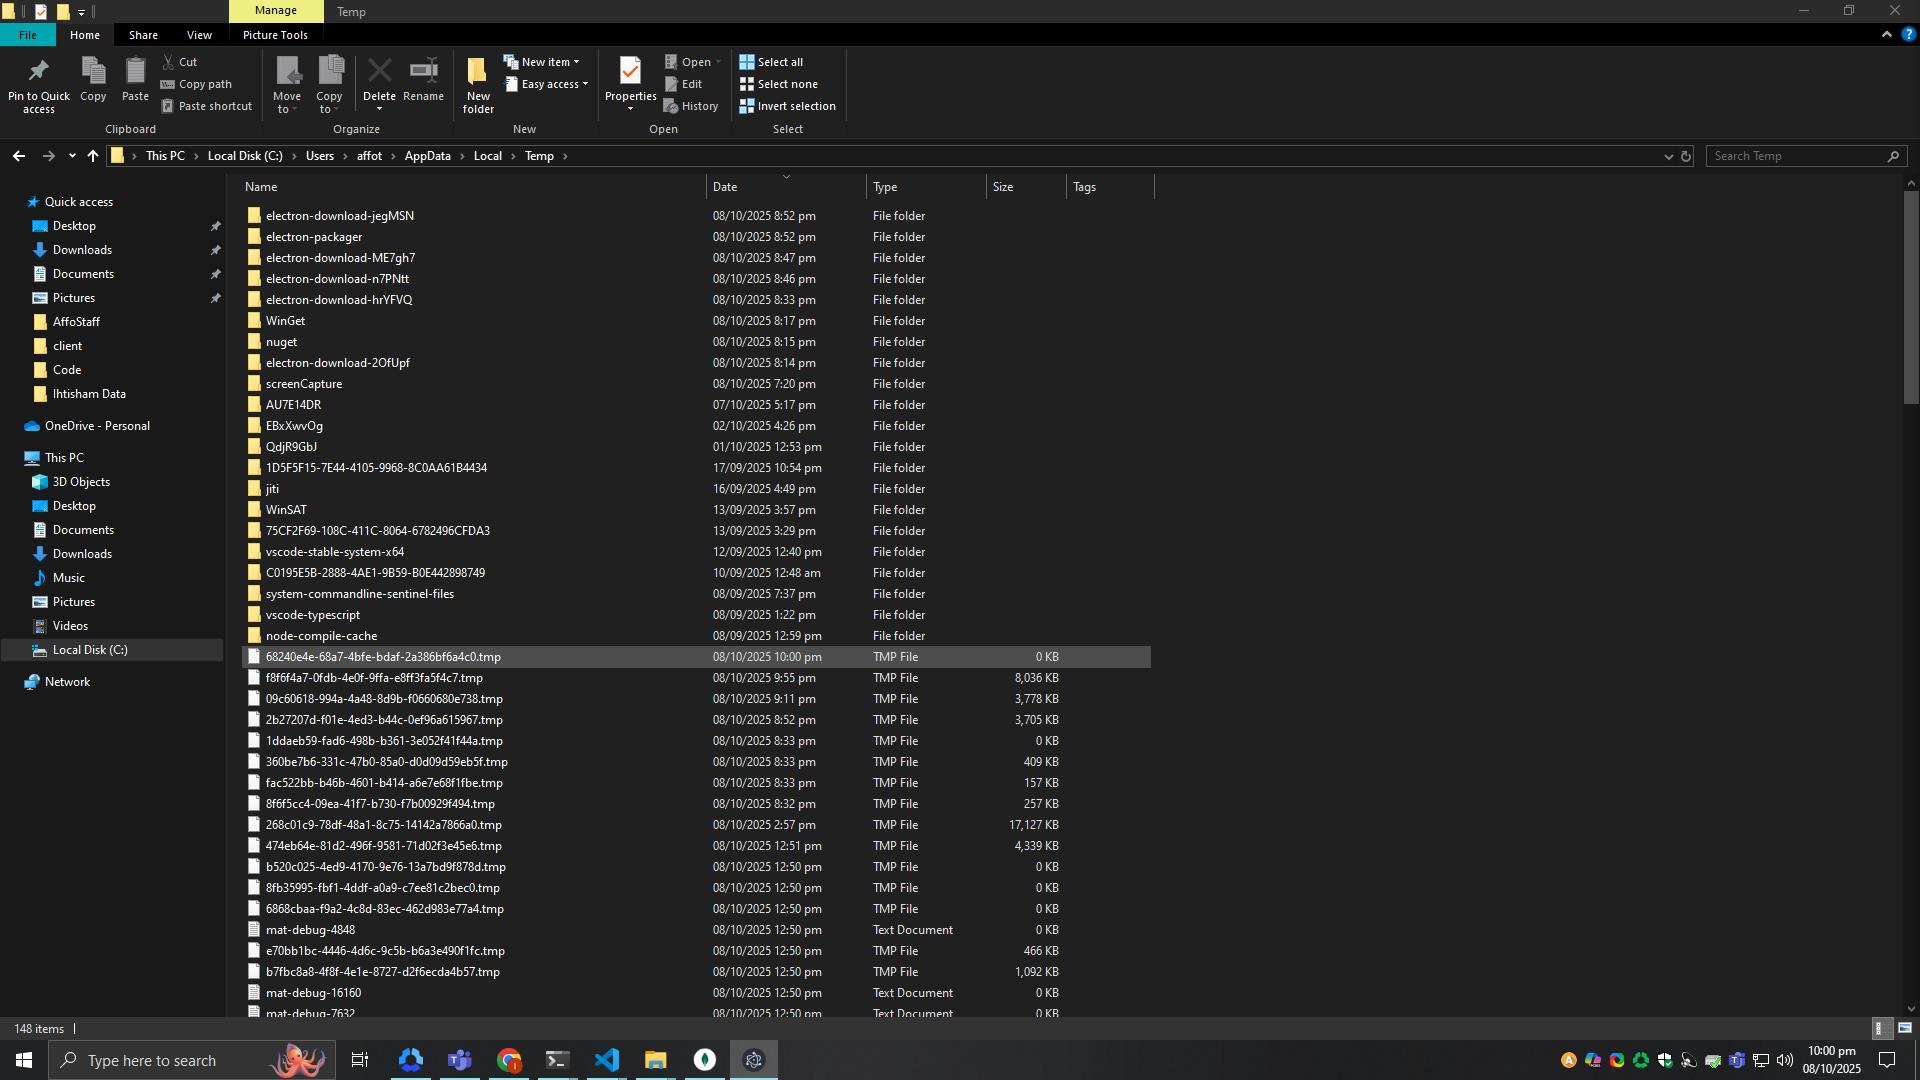 Manage
Temp
File
Home
Share
View
Picture Tools
Pin to Quick access
Copy
Paste
Cut
Copy path
Paste shortcut
Clipboard
Move to
Copy to
Delete
Rename
Organize
New folder
New item
Easy access
New
Properties
Open
Edit
History
Open
Select all
Select none
Invert selection
Select
This PC > Local Disk (C:) > Users > affot > AppData > Local > Temp >
Search Temp
Quick access
Desktop
Downloads
Documents
Pictures
AffoStaff
client
Code
Ihtisham Data
OneDrive - Personal
This PC
3D Objects
Desktop
Documents
Downloads
Music
Pictures
Videos
Local Disk (C:)
Network
Name Date Type Size Tags
electron-download-jegMSN 08/10/2025 8:52 pm File folder
electron-packager 08/10/2025 8:52 pm File folder
electron-download-ME7gh7 08/10/2025 8:47 pm File folder
electron-download-n7PNtt 08/10/2025 8:46 pm File folder
electron-download-hrYFVQ 08/10/2025 8:33 pm File folder
WinGet 08/10/2025 8:17 pm File folder
nuget 08/10/2025 8:15 pm File folder
electron-download-2OfUpf 08/10/2025 8:14 pm File folder
screenCapture 08/10/2025 7:20 pm File folder
AU7E14DR 07/10/2025 5:17 pm File folder
EBxXwvOg 02/10/2025 4:26 pm File folder
QdjR9GbJ 01/10/2025 12:53 pm File folder
1D5F5F15-7E44-4105-9968-8C0AA61B4434 17/09/2025 10:54 pm File folder
jiti 16/09/2025 4:49 pm File folder
WinSAT 13/09/2025 3:57 pm File folder
75CF2F69-108C-411C-8064-6782496CFDA3 13/09/2025 3:29 pm File folder
vscode-stable-system-x64 12/09/2025 12:40 pm File folder
C0195E5B-2888-4AE1-9B59-B0E442898749 10/09/2025 12:48 am File folder
system-commandline-sentinel-files 08/09/2025 7:37 pm File folder
vscode-typescript 08/09/2025 1:22 pm File folder
node-compile-cache 08/09/2025 12:59 pm File folder
68240e4e-68a7-4bfe-bdaf-2a386bf6a4c0.tmp 08/10/2025 10:00 pm TMP File 0 KB
f8f6f4a7-0fdb-4e0f-9ffa-e8ff3fa5f4c7.tmp 08/10/2025 9:55 pm TMP File 8,036 KB
09c60618-994a-4a48-8d9b-f0660680e738.tmp 08/10/2025 9:11 pm TMP File 3,778 KB
2b27207d-f01e-4ed3-b44c-0ef96a615967.tmp 08/10/2025 8:52 pm TMP File 3,705 KB
1ddaeb59-fad6-498b-b361-3e052f41f44a.tmp 08/10/2025 8:33 pm TMP File 0 KB
360be7b6-331c-47b0-85a0-d0d09d59eb5f.tmp 08/10/2025 8:33 pm TMP File 409 KB
fac522bb-b46b-4601-b414-a6e7e68f1fbe.tmp 08/10/2025 8:33 pm TMP File 157 KB
8f6f5cc4-09ea-41f7-b730-f7b00929f494.tmp 08/10/2025 8:32 pm TMP File 257 KB
268c01c9-78df-48a1-8c75-14142a7866a0.tmp 08/10/2025 2:57 pm TMP File 17,127 KB
474eb64e-81d2-496f-9581-71d02f3e45e6.tmp 08/10/2025 12:51 pm TMP File 4,339 KB
b520c025-4ed9-4170-9e76-13a7bd9f878d.tmp 08/10/2025 12:50 pm TMP File 0 KB
8fb35995-fbf1-4ddf-a0a9-c7ee81c2bec0.tmp 08/10/2025 12:50 pm TMP File 0 KB
6868cbaa-f9a2-4c8d-83ec-462d983e77a4.tmp 08/10/2025 12:50 pm TMP File 0 KB
mat-debug-4848 08/10/2025 12:50 pm Text Document 0 KB
e70bb1bc-4446-4d6c-9c5b-b6a3e490f1fc.tmp 08/10/2025 12:50 pm TMP File 466 KB
b7fbc8a8-4f8f-4e1e-8727-d2f6ecda4b57.tmp 08/10/2025 12:50 pm TMP File 1,092 KB
mat-debug-16160 08/10/2025 12:50 pm Text Document 0 KB
mat-debug-7632 08/10/2025 12:50 pm Text Document 0 KB
148 items
Type here to search
10:00 pm
08/10/2025